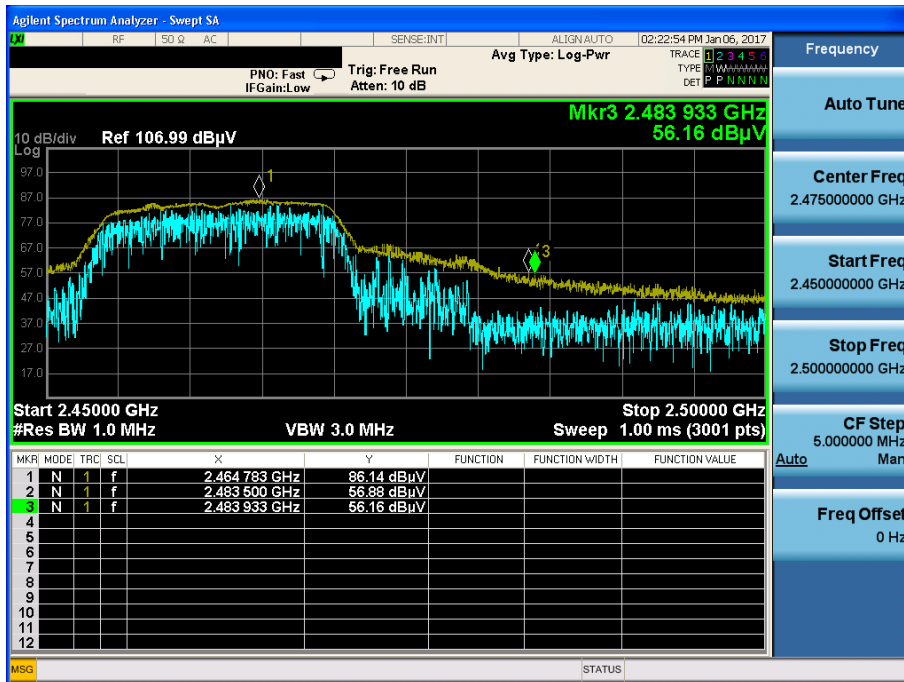 Agilent Spectrum Analyzer - Swept SA
LXI RF 50 Ω AC SENSE:INT ALIGN AUTO 02:22:54 PM Jan 06, 2017
PNO: Fast Trig: Free Run Avg Type: Log-Pwr TRACE 1 2 3 4 5 6
IFGain:Low Atten: 10 dB TYPE M WWWWW
DET P P N N N N
Mkr3 2.483 933 GHz
56.16 dBµV
10 dB/div Ref 106.99 dBµV
Log
97.0
87.0
77.0
67.0
57.0
47.0
37.0
27.0
17.0
1
3
Start 2.45000 GHz Stop 2.50000 GHz
#Res BW 1.0 MHz VBW 3.0 MHz Sweep 1.00 ms (3001 pts)
MKR MODE TRC SCL X Y FUNCTION FUNCTION WIDTH FUNCTION VALUE
1 N 1 f 2.464 783 GHz 86.14 dBµV
2 N 1 f 2.483 500 GHz 56.88 dBµV
3 N 1 f 2.483 933 GHz 56.16 dBµV
4
5
6
7
8
9
10
11
12
MSG STATUS
Frequency
Auto Tune
Center Freq
2.475000000 GHz
Start Freq
2.450000000 GHz
Stop Freq
2.500000000 GHz
CF Step
5.000000 MHz
Auto Man
Freq Offset
0 Hz